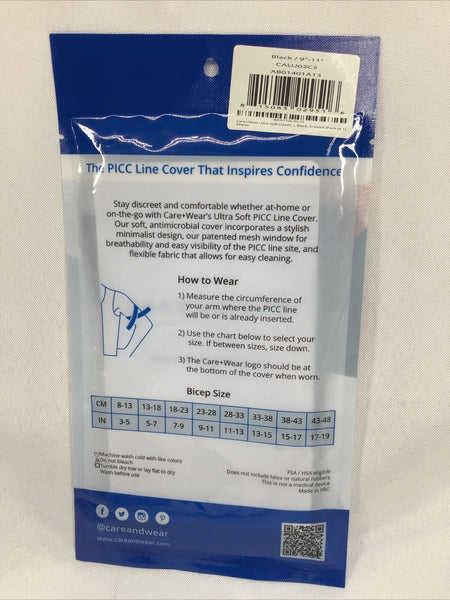 Black / 9"-11"
CALU02CS
AB01401A13
8 15083 02951 6
The PICC Line Cover That Inspires Confidence
Stay discreet and comfortable whether at-home or
on-the-go with Care+Wear's Ultra Soft PICC Line Cover.
Our soft, antimicrobial cover incorporates a stylish
minimalist design, our patented mesh window for
breathability and easy visibility of the PICC line site, and
flexible fabric that allows for easy cleaning.
How to Wear
1) Measure the circumference of
your arm where the PICC line
will be or is already inserted.
2) Use the chart below to select your
size. If between sizes, size down.
3) The Care+Wear logo should be at
the bottom of the cover when worn.
Bicep Size
CM 8-13 13-18 18-23 23-28 28-33 33-38 38-43 43-48
IN 3-5 5-7 7-9 9-11 11-13 13-15 15-17 17-19
Machine wash cold with like colors
Do not bleach
Tumble dry low or lay flat to dry
Wash before use
FSA / HSA eligible
Does not include latex or natural rubbers
This is not a medical device
Made in PRC
@careandwear
www.careandwear.com